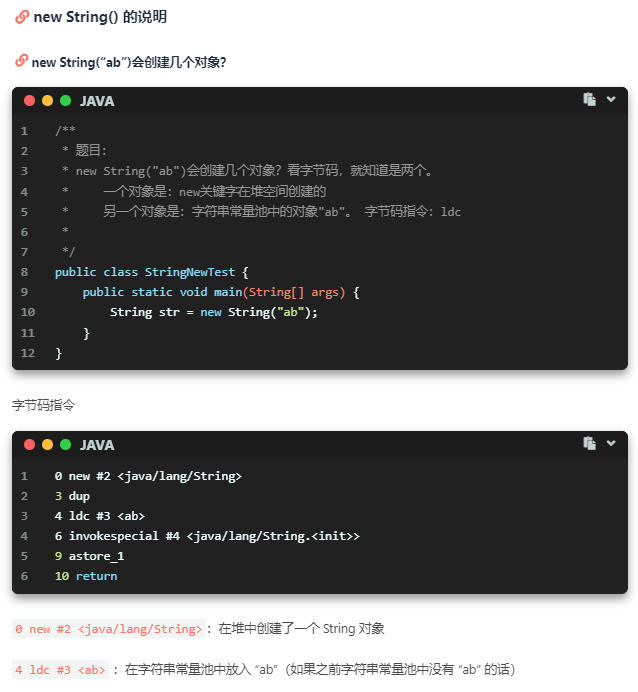 new String() 的说明
new String(“ab”)会创建几个对象?
JAVA
1 /**
2 * 题目:
3 * new String("ab")会创建几个对象? 看字节码, 就知道是两个。
4 * 一个对象是: new关键字在堆空间创建的
5 * 另一个对象是: 字符串常量池中的对象"ab"。 字节码指令: ldc
6 *
7 */
8 public class StringNewTest {
9 public static void main(String[] args) {
10 String str = new String("ab");
11 }
12 }
字节码指令
JAVA
1 0 new #2 <java/lang/String>
2 3 dup
3 4 ldc #3 <ab>
4 6 invokespecial #4 <java/lang/String.<init>>
5 9 astore_1
6 10 return
0 new #2 <java/lang/String>: 在堆中创建了一个 String 对象
4 ldc #3 <ab> : 在字符串常量池中放入 “ab”（如果之前字符串常量池中没有 “ab” 的话）